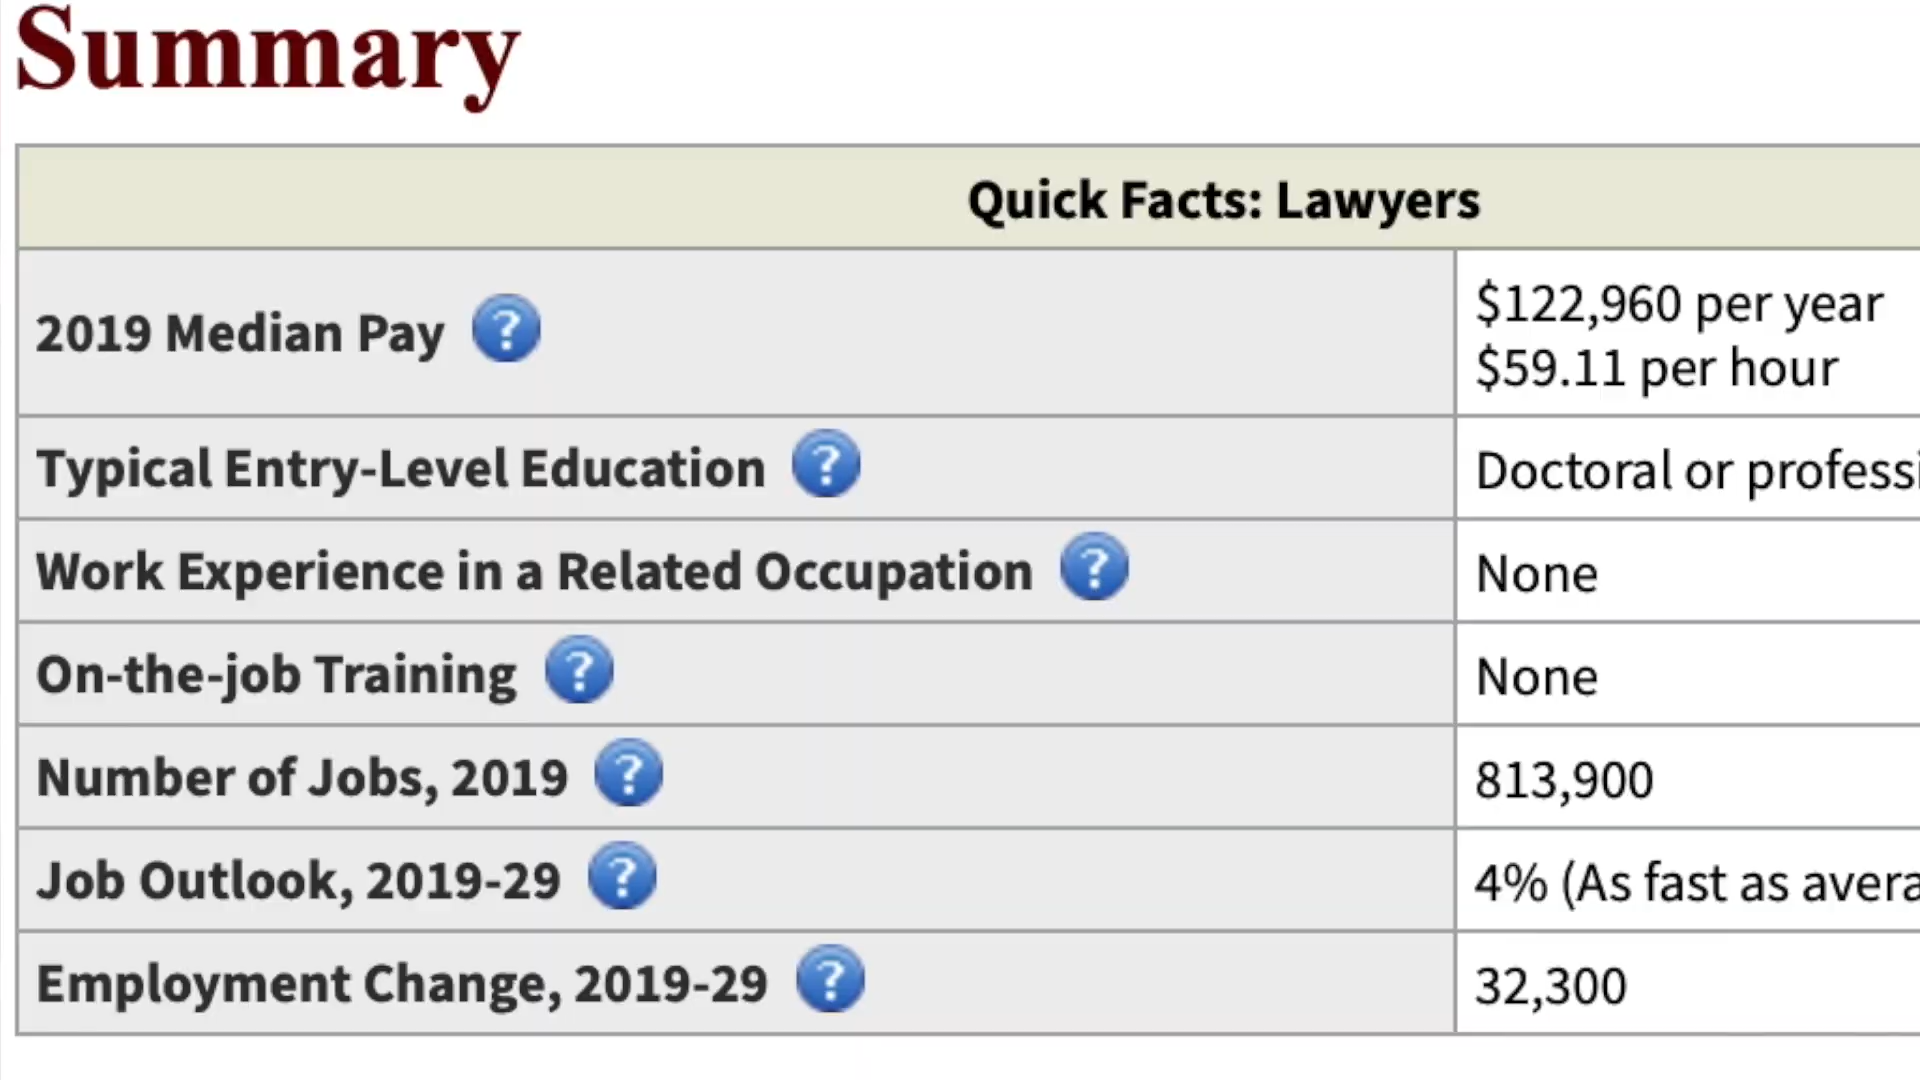 Summary
Quick Facts: Lawyers
2019 Median Pay
$122,960 per year
$59.11 per hour
Typical Entry-Level Education
Doctoral or
Work Experience in a Related Occupation
None
On-the-job Training
None
Number of Jobs, 2019
813,900
Job Outlook, 2019-29
4% (As fast as
Employment Change, 2019-29
32,300